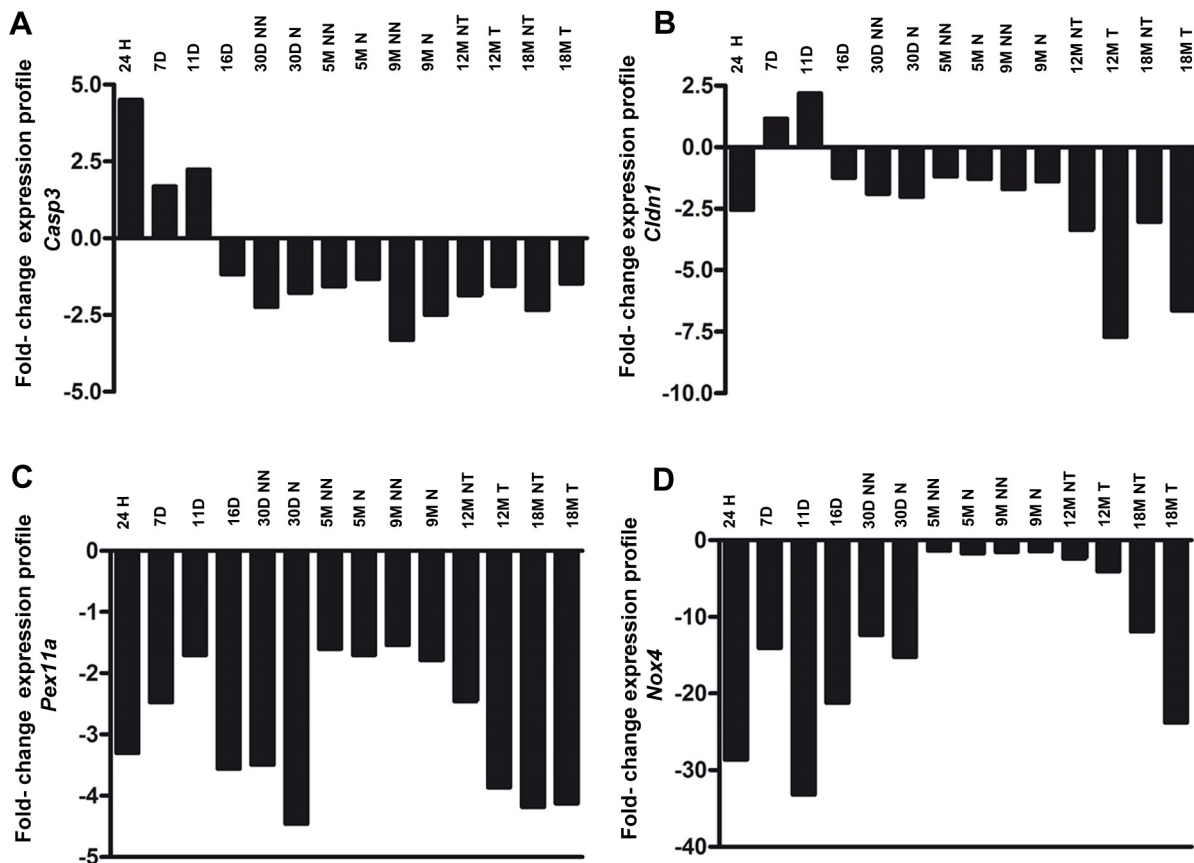 A
24 H 7D 11D 16D 30D NN 30D N 5M NN 5M N 9M NN 9M N 12M NT 12M T 18M NT 18M T
Fold- change expression profile
Casp3
5.0
2.5
0.0
-2.5
-5.0
B
24 H 7D 11D 16D 30D NN 30D N 5M NN 5M N 9M NN 9M N 12M NT 12M T 18M NT 18M T
Fold- change expression profile
Cldn1
2.5
0.0
-2.5
-5.0
-7.5
-10.0
C
24 H 7D 11D 16D 30D NN 30D N 5M NN 5M N 9M NN 9M N 12M NT 12M T 18M NT 18M T
Fold- change expression profile
Pex11a
0
-1
-2
-3
-4
-5
D
24 H 7D 11D 16D 30D NN 30D N 5M NN 5M N 9M NN 9M N 12M NT 12M T 18M NT 18M T
Fold- change expression profile
Nox4
0
-10
-20
-30
-40